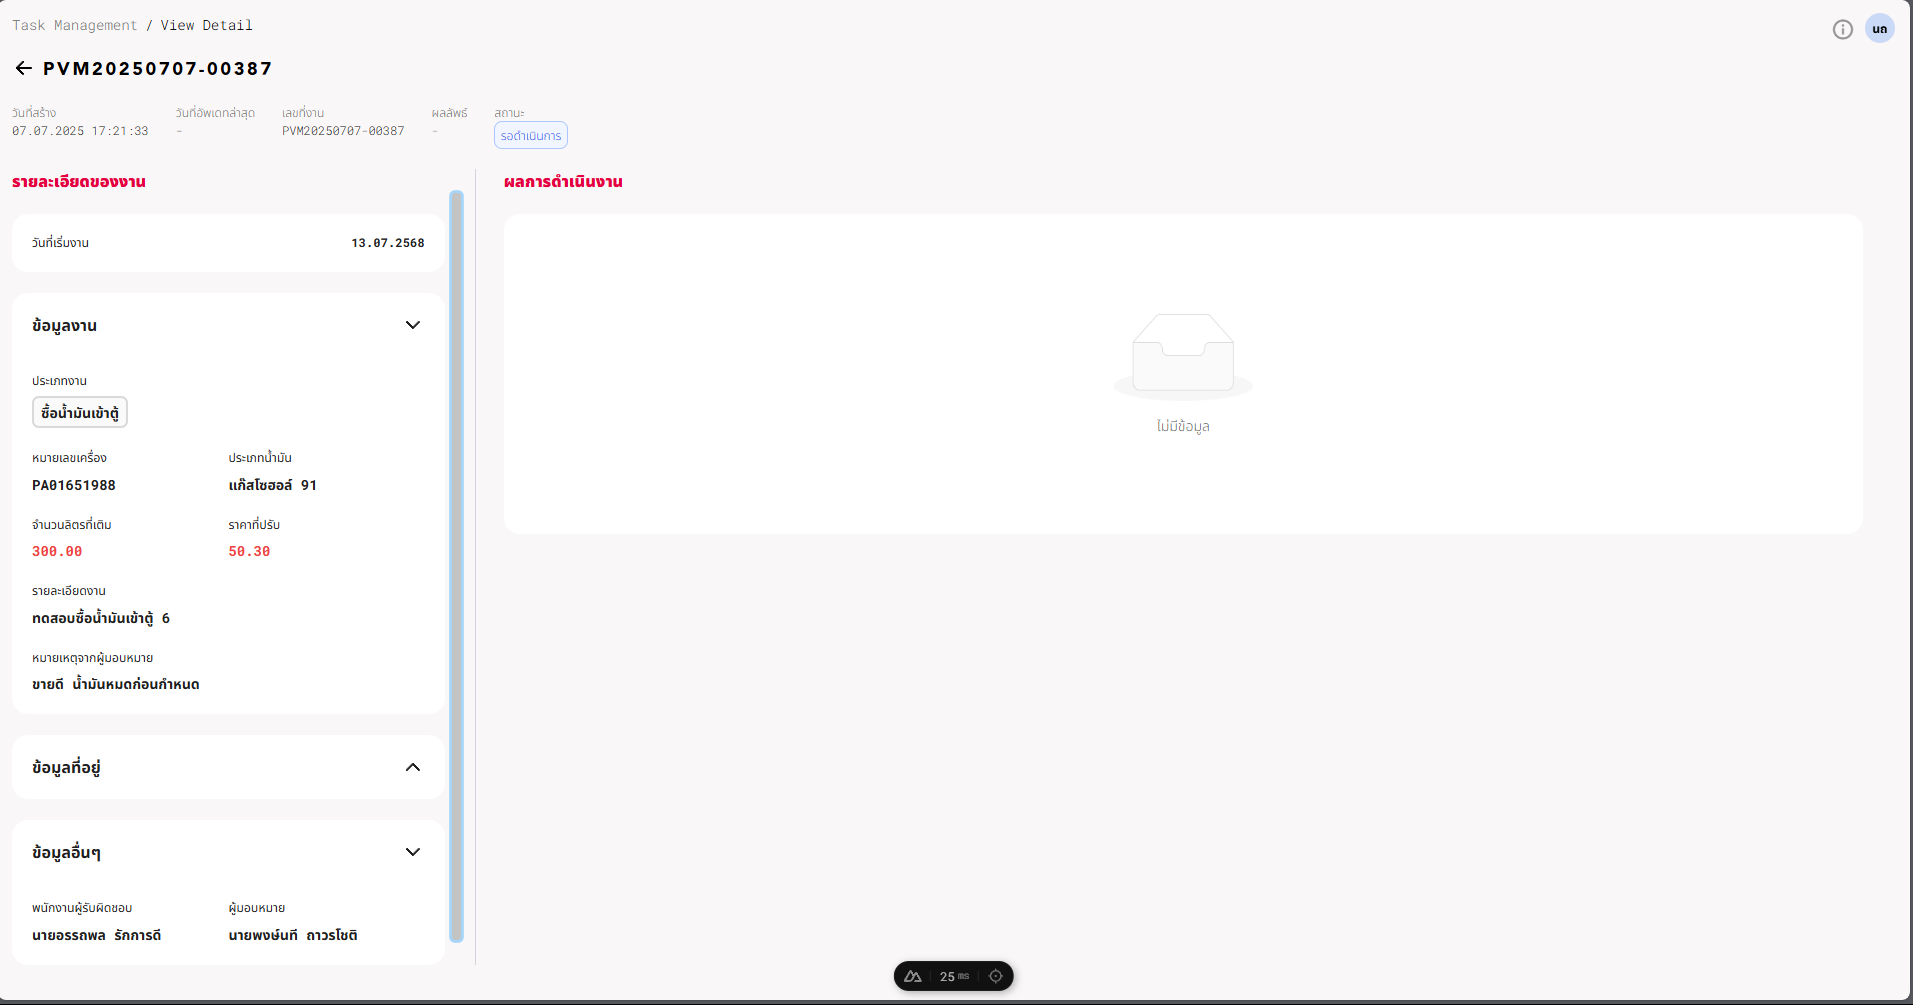 Task Management / View Detail
นถ
PVM20250707-00387
วันที่สร้าง วันที่อัพเดทล่าสุด เลขที่งาน ผลลัพธ์ สถานะ
07.07.2025 17:21:33 - PVM20250707-00387 - รอดำเนินการ
รายละเอียดของงาน ผลการดำเนินงาน
วันที่เริ่มงาน 13.07.2568
ข้อมูลงาน
ประเภทงาน
ซื้อน้ำมันเข้าตู้
ไม่มีข้อมูล
หมายเลขเครื่อง ประเภทน้ำมัน
PA01651988 แก๊สโซฮอล์ 91
จำนวนลิตรที่เติม ราคาที่ปรับ
300.00 50.30
รายละเอียดงาน
ทดสอบซื้อน้ำมันเข้าตู้ 6
หมายเหตุจากผู้มอบหมาย
ขายดี น้ำมันหมดก่อนกำหนด
ข้อมูลที่อยู่
ข้อมูลอื่นๆ
พนักงานผู้รับผิดชอบ ผู้มอบหมาย
นายอรรถพล รักการดี นายพงษ์นที ถาวรโชติ
25 ms